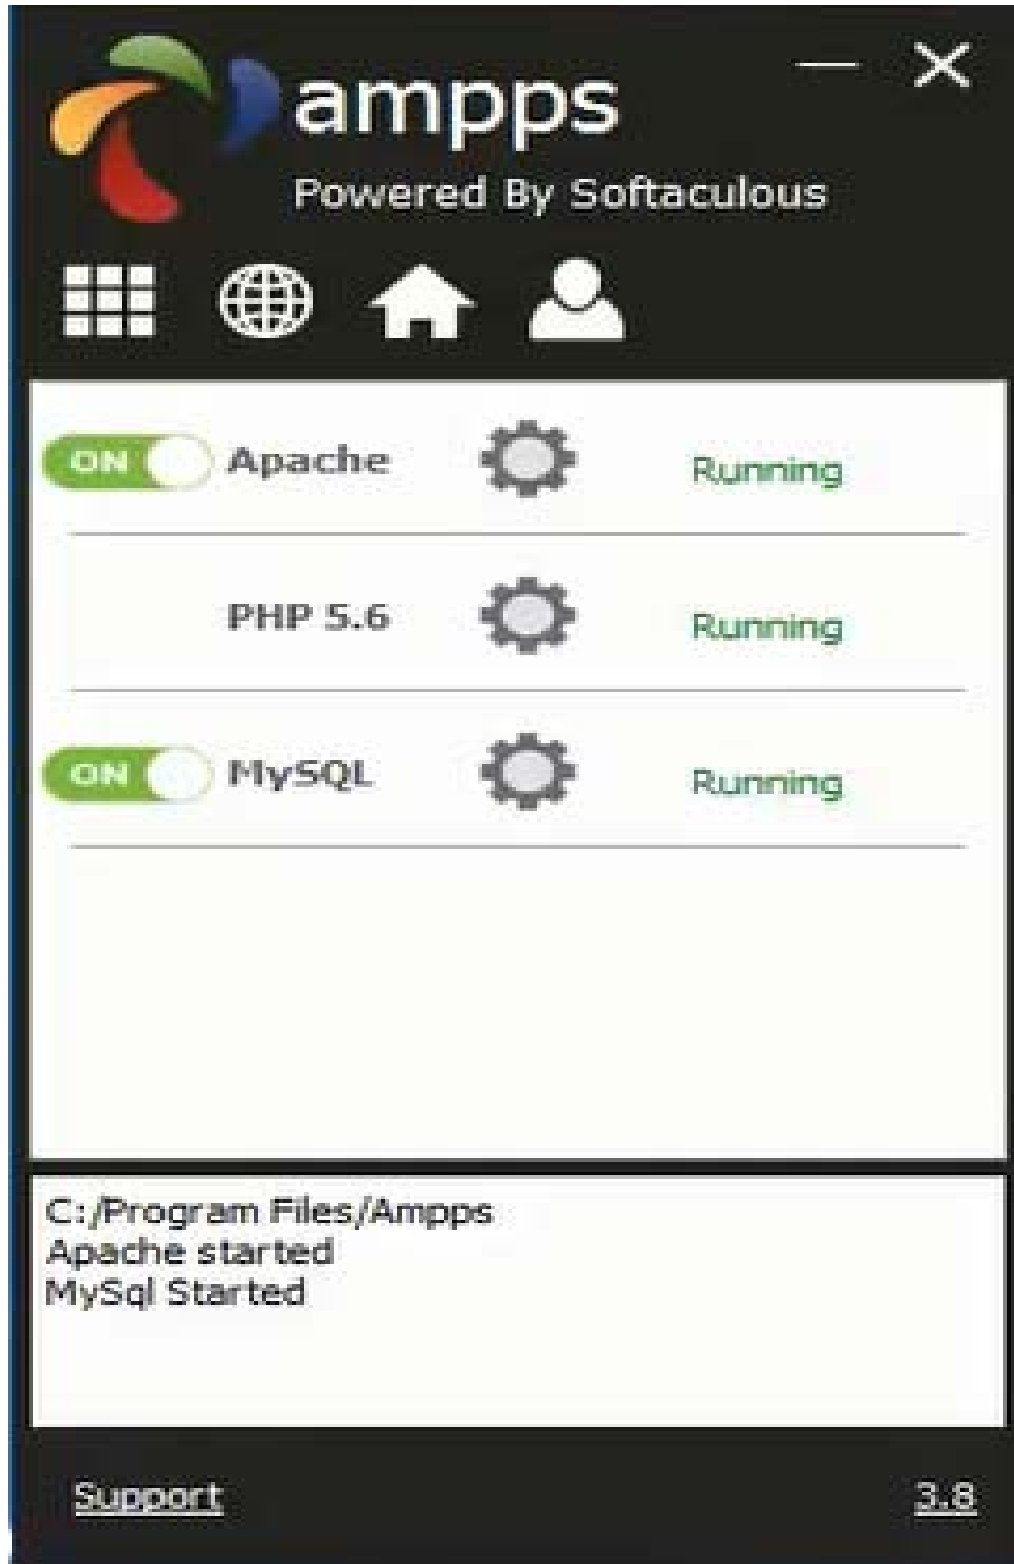 ampps
Powered By Softaculous
ON Apache Running
PHP 5.6 Running
ON MySQL Running
C:/Program Files/Ampps
Apache started
MySql Started
Support 3.8